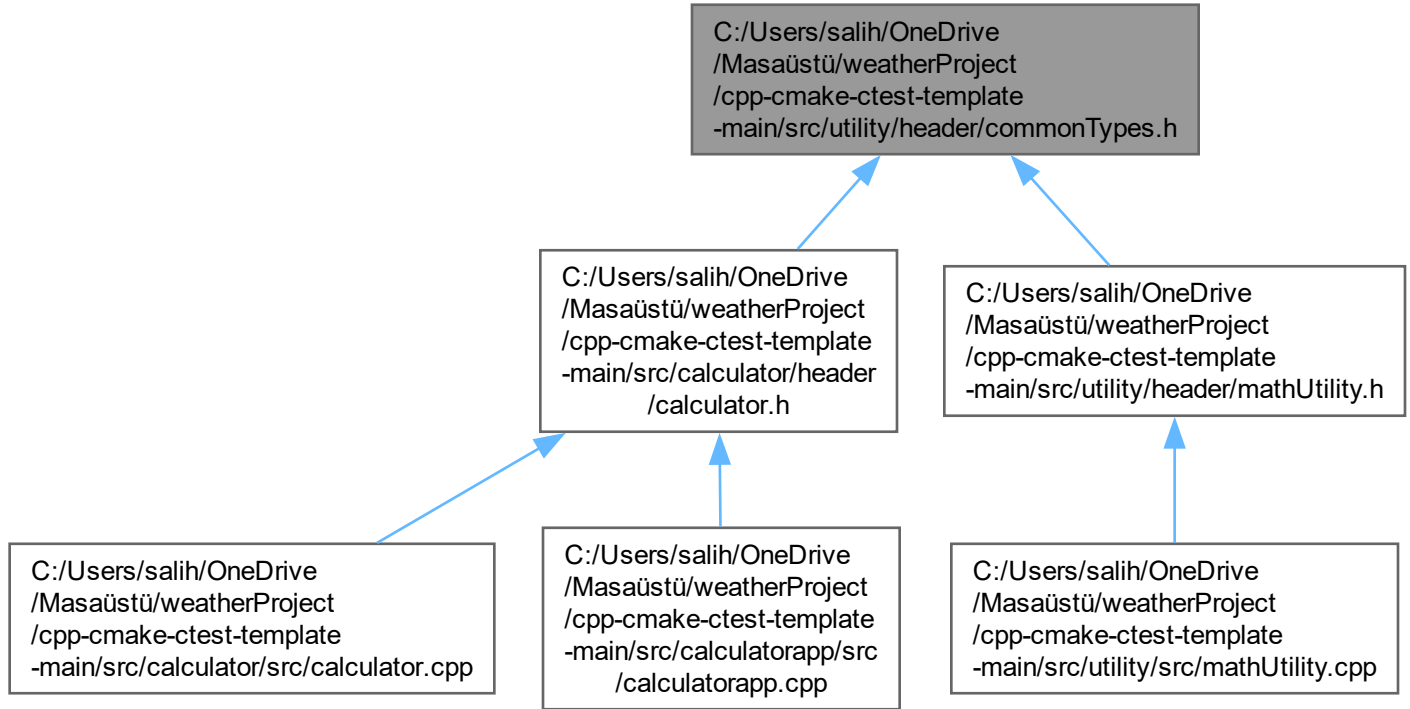 C:/Users/salih/OneDrive
/Masaüstü/weatherProject
/cpp-cmake-ctest-template
-main/src/utility/header/commonTypes.h
C:/Users/salih/OneDrive
/Masaüstü/weatherProject
/cpp-cmake-ctest-template
-main/src/calculator/header
/calculator.h
C:/Users/salih/OneDrive
/Masaüstü/weatherProject
/cpp-cmake-ctest-template
-main/src/utility/header/mathUtility.h
C:/Users/salih/OneDrive
/Masaüstü/weatherProject
/cpp-cmake-ctest-template
-main/src/calculator/src/calculator.cpp
C:/Users/salih/OneDrive
/Masaüstü/weatherProject
/cpp-cmake-ctest-template
-main/src/calculatorapp/src
/calculatorapp.cpp
C:/Users/salih/OneDrive
/Masaüstü/weatherProject
/cpp-cmake-ctest-template
-main/src/utility/src/mathUtility.cpp